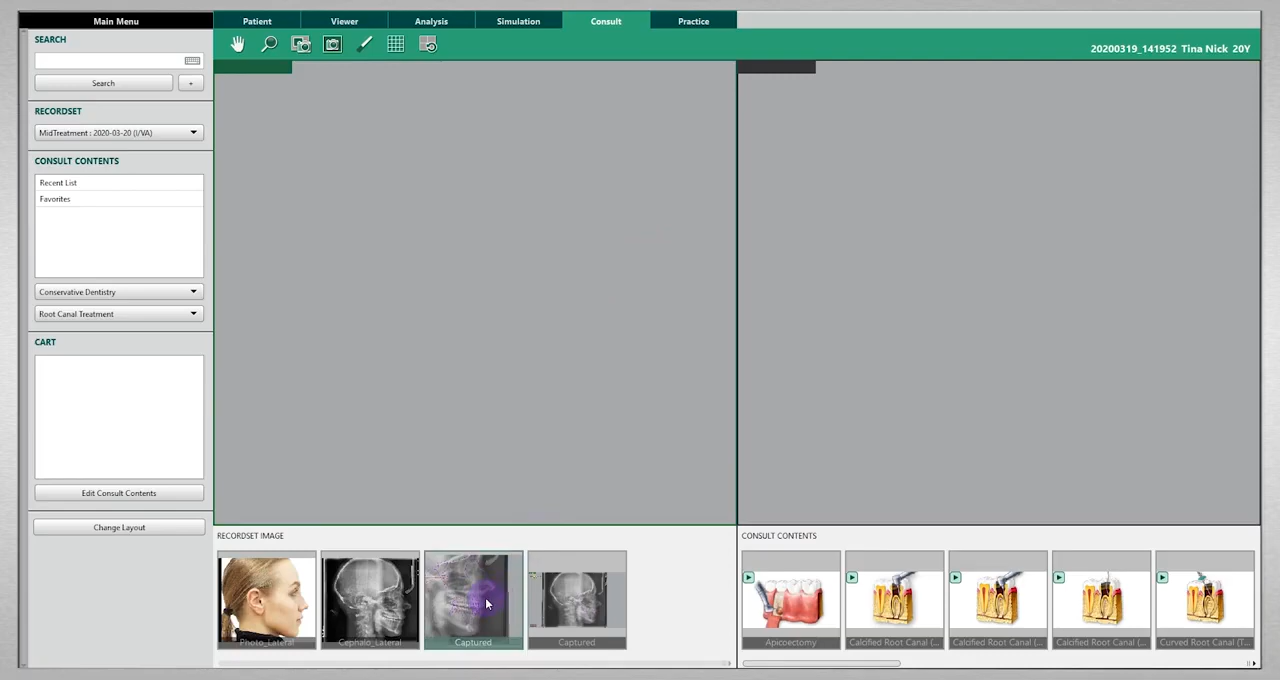 Main Menu
Patient
Viewer
Analysis
Simulation
Consult
Practice
20200319_141952 Tina Nick 20Y
SEARCH
Search
+
RECORDSET
MidTreatment : 2020-03-20 (I/VA)
CONSULT CONTENTS
Recent List
Favorites
Conservative Dentistry
Root Canal Treatment
CART
Edit Consult Contents
Change Layout
RECORDSET IMAGE
Photo_Lateral
Cephalo_Lateral
Captured
Captured
CONSULT CONTENTS
Apicoectomy
Calcified Root Canal (...
Calcified Root Canal (...
Calcified Root Canal (...
Curved Root Canal (T...